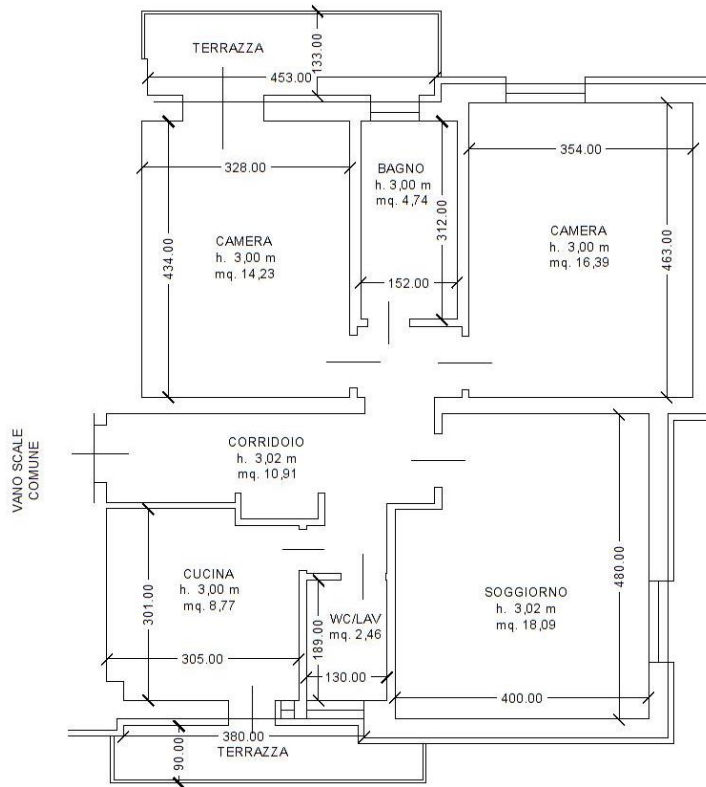 TERRAZZA
133.00
453.00
328.00
BAGNO
h. 3,00 m
mq. 4,74
354.00
434.00
CAMERA
h. 3,00 m
mq. 14,23
312.00
CAMERA
h. 3,00 m
mq. 16,39
463.00
152.00
VANO SCALE
COMUNE
CORRIDOIO
h. 3,02 m
mq. 10,91
301.00
CUCINA
h. 3,00 m
mq. 8,77
480.00
SOGGIORNO
h. 3,02 m
mq. 18,09
WC/LAV
mq. 2,46
189.00
305.00
130.00
400.00
380.00
TERRAZZA
90.00